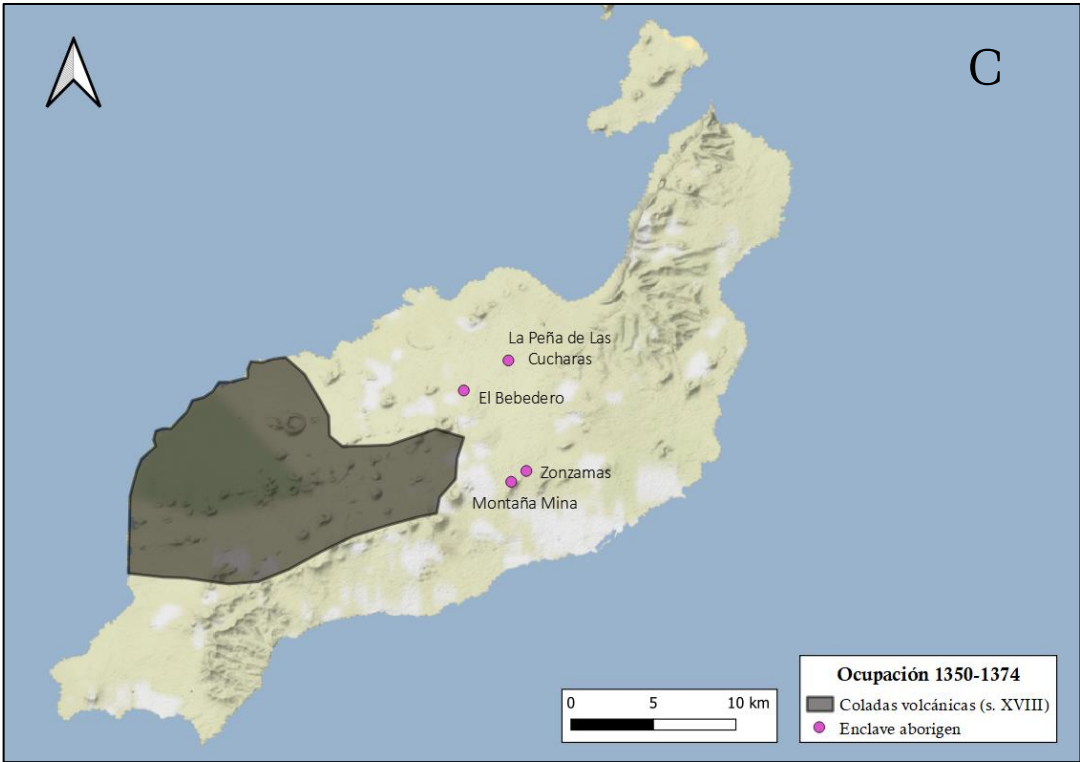 C
La Peña de Las
Cucharas
El Bebedero
Zonzamas
Montaña Mina
0 5 10 km
Ocupación 1350-1374
Coladas volcánicas (s. XVIII)
Enclave aborigen